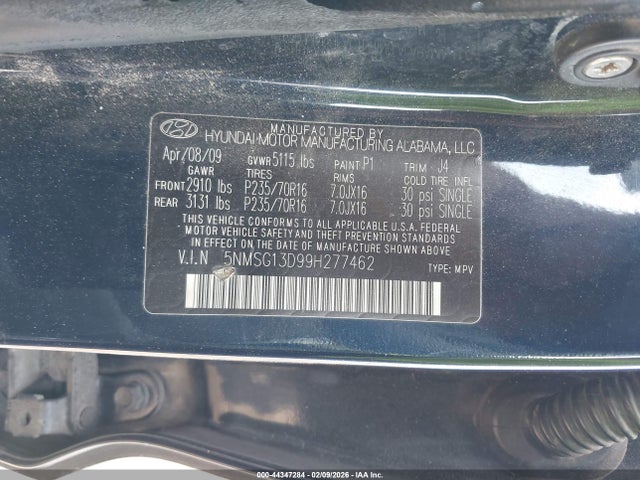 MANUFACTURED BY
HYUNDAI MOTOR MANUFACTURING ALABAMA, LLC
Apr/08/09 GVWR 5115 lbs PAINT P1 TRIM J4
GAWR TIRES RIMS COLD TIRE INFL
FRONT 2910 lbs P235/70R16 7.0JX16 30 psi SINGLE
REAR 3131 lbs P235/70R16 7.0JX16 30 psi SINGLE
THIS VEHICLE CONFORMS TO ALL APPLICABLE U.S.A. FEDERAL
MOTOR VEHICLE SAFETY AND THEFT PREVENTION STANDARDS
IN EFFECT ON THE DATE OF MANUFACTURE SHOWN ABOVE
V.I.N 5NMSG13D99H277462 TYPE: MPV
000-44347284 | 02/09/2026 - IAA Inc.